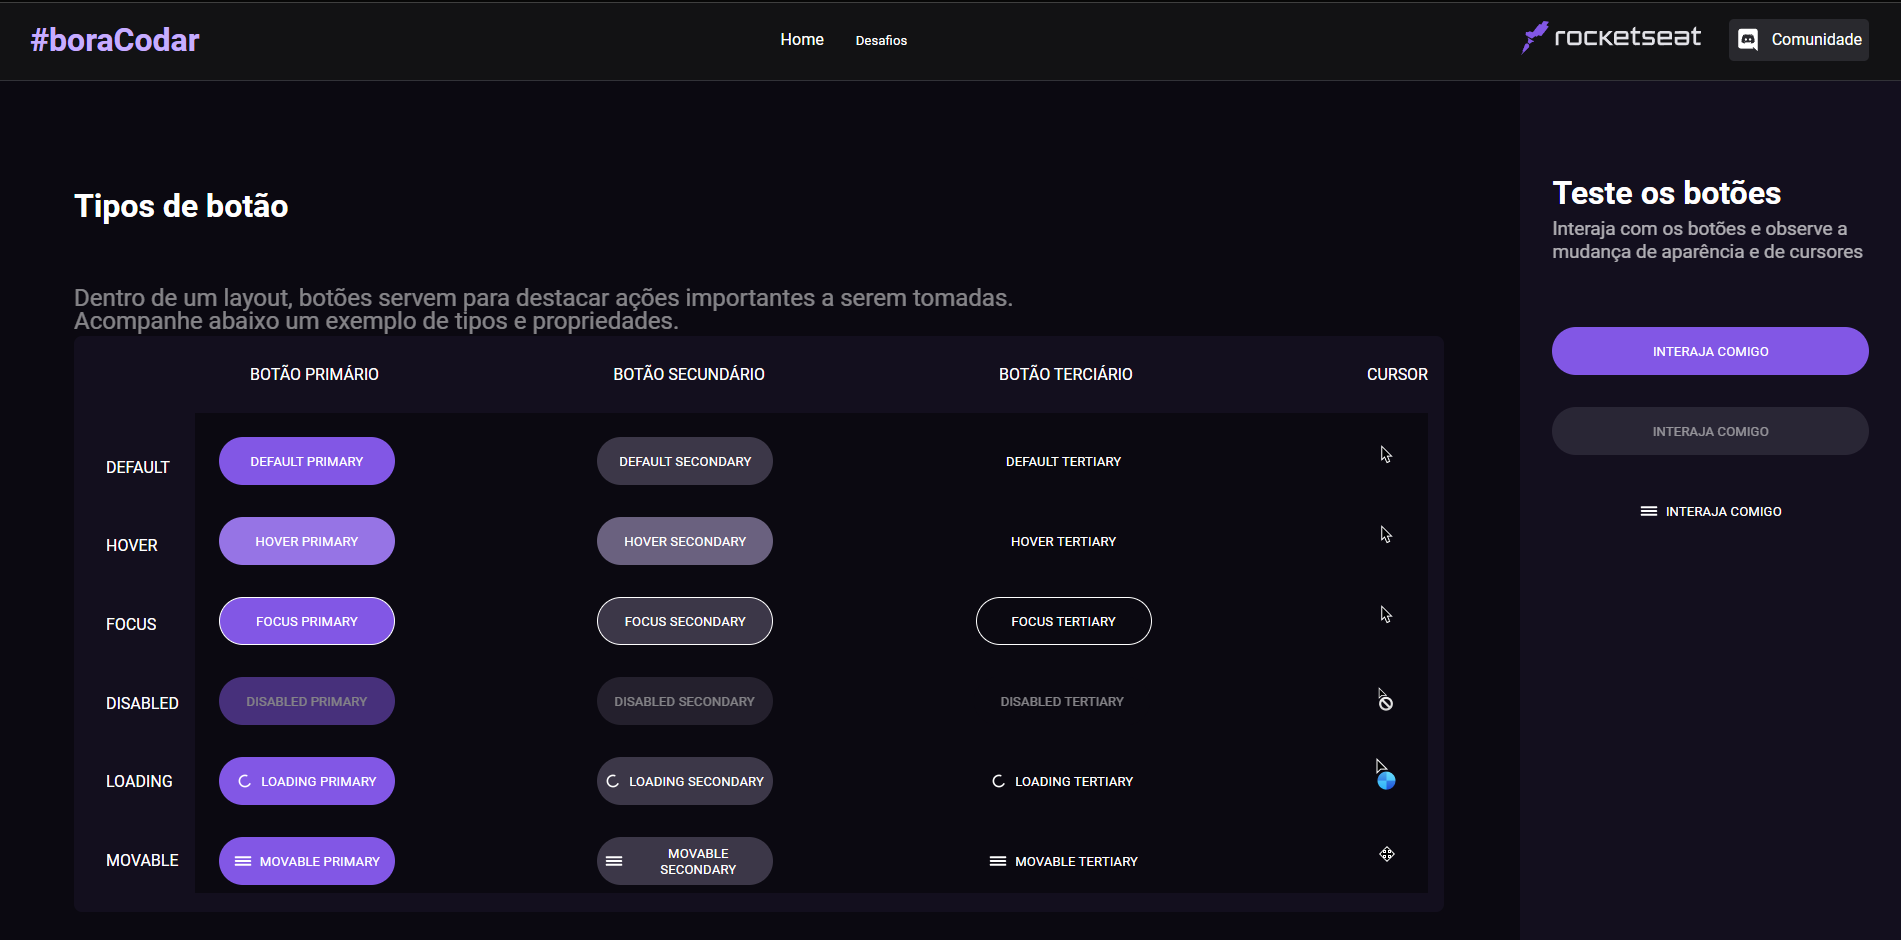 #boraCodar
Home
Desafios
rocketseat
Comunidade
Tipos de botão
Dentro de um layout, botões servem para destacar ações importantes a serem tomadas.
Acompanhe abaixo um exemplo de tipos e propriedades.
BOTÃO PRIMÁRIO
BOTÃO SECUNDÁRIO
BOTÃO TERCIÁRIO
CURSOR
DEFAULT
DEFAULT PRIMARY
DEFAULT SECONDARY
DEFAULT TERTIARY
HOVER
HOVER PRIMARY
HOVER SECONDARY
HOVER TERTIARY
FOCUS
FOCUS PRIMARY
FOCUS SECONDARY
FOCUS TERTIARY
DISABLED
DISABLED PRIMARY
DISABLED SECONDARY
DISABLED TERTIARY
LOADING
LOADING PRIMARY
LOADING SECONDARY
LOADING TERTIARY
MOVABLE
MOVABLE PRIMARY
MOVABLE
SECONDARY
MOVABLE TERTIARY
Teste os botões
Interaja com os botões e observe a
mudança de aparência e de cursores
INTERAJA COMIGO
INTERAJA COMIGO
INTERAJA COMIGO